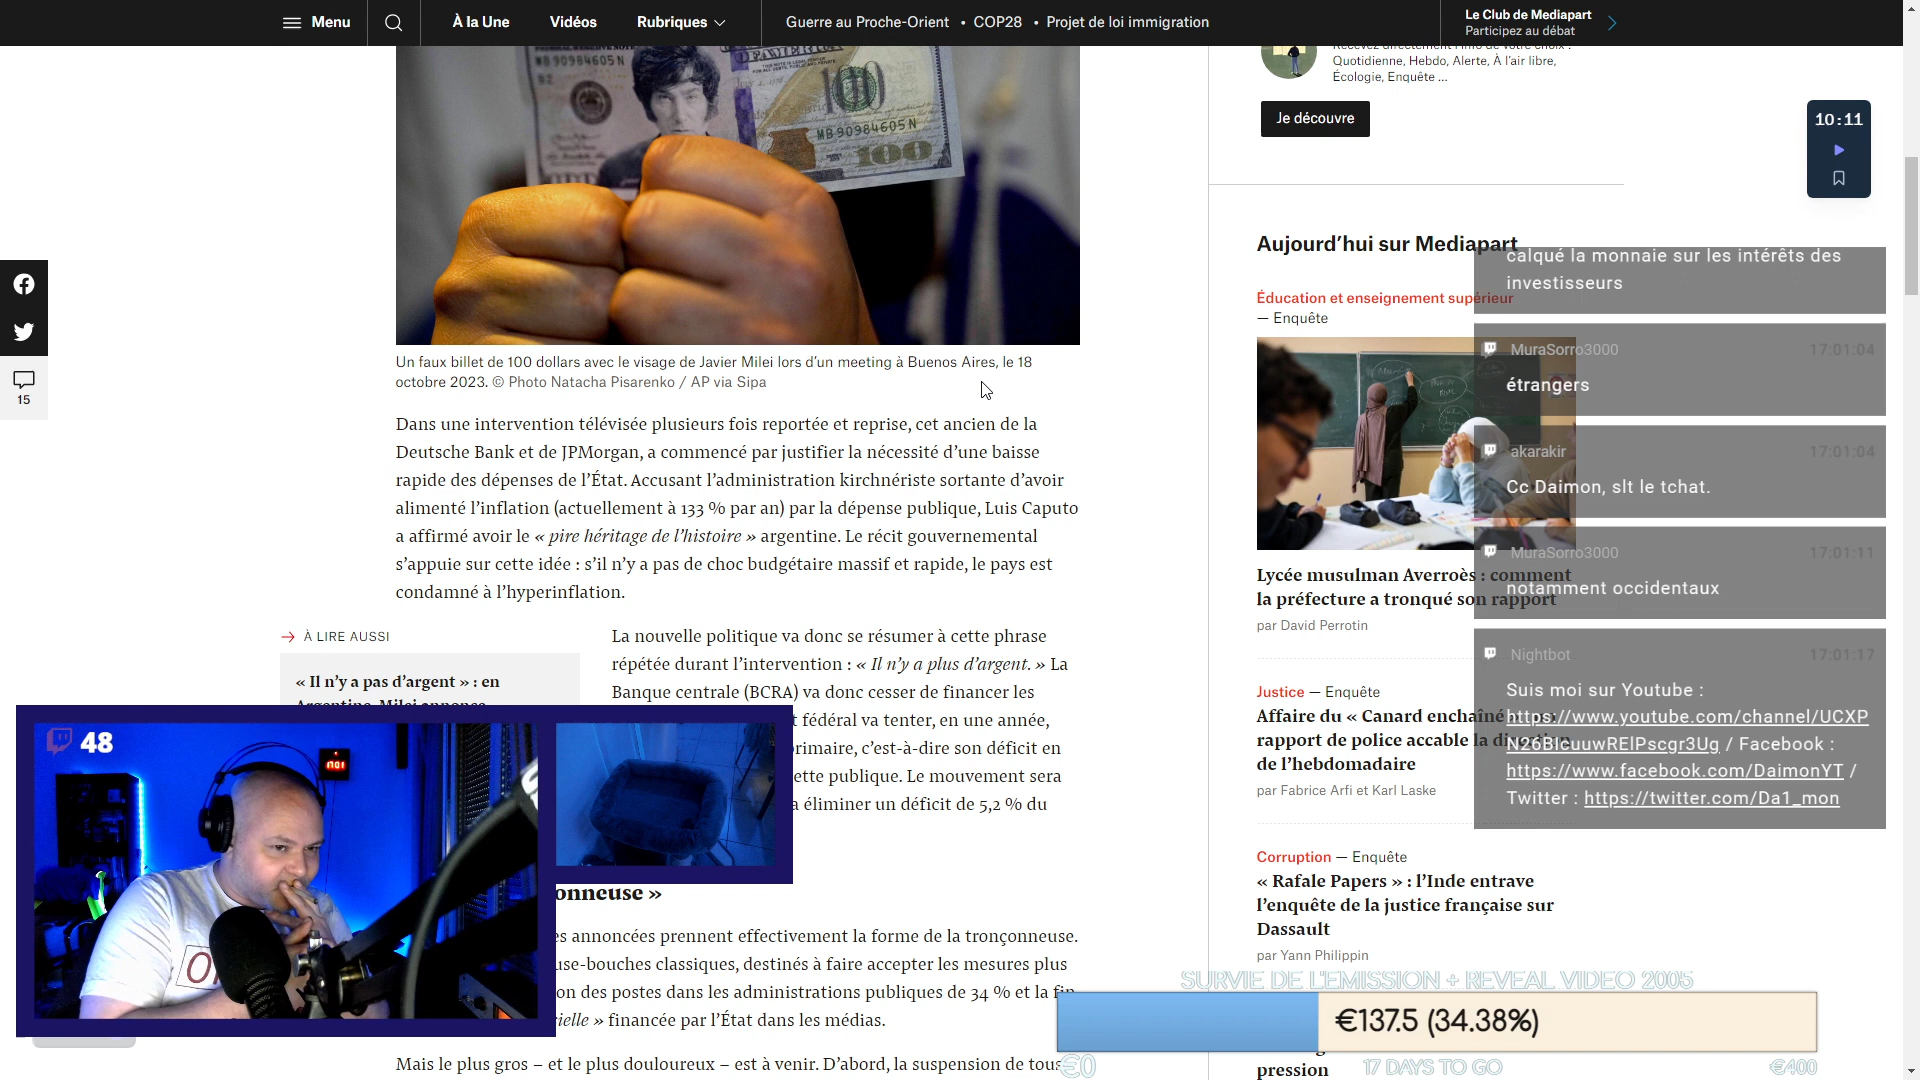 Menu
À la Une
Vidéos
Rubriques
Guerre au Proche-Orient • COP28 • Projet de loi immigration
Le Club de Mediapart
Participez au débat
MB 90984605 N
B2
MB 90984605 N
100
Un faux billet de 100 dollars avec le visage de Javier Milei lors d’un meeting à Buenos Aires, le 18
octobre 2023. © Photo Natacha Pisarenko / AP via Sipa
15
Dans une intervention télévisée plusieurs fois reportée et reprise, cet ancien de la
Deutsche Bank et de JPMorgan, a commencé par justifier la nécessité d’une baisse
rapide des dépenses de l’État. Accusant l’administration kirchnériste sortante d’avoir
alimenté l’inflation (actuellement à 133 % par an) par la dépense publique, Luis Caputo
a affirmé avoir le « pire héritage de l’histoire » argentine. Le récit gouvernemental
s’appuie sur cette idée : s’il n’y a pas de choc budgétaire massif et rapide, le pays est
condamné à l’hyperinflation.
À LIRE AUSSI
« Il n’y a pas d’argent » : en
Argentine, Milei annonce
La nouvelle politique va donc se résumer à cette phrase
répétée durant l’intervention : « Il n’y a plus d’argent. » La
Banque centrale (BCRA) va donc cesser de financer les
t fédéral va tenter, en une année,
rimaire, c’est-à-dire son déficit en
ette publique. Le mouvement sera
a éliminer un déficit de 5,2 % du
48
onneuse »
es annoncées prennent effectivement la forme de la tronçonneuse.
use-bouches classiques, destinés à faire accepter les mesures plus
on des postes dans les administrations publiques de 34 % et la fin
ielle » financée par l’État dans les médias.
Mais le plus gros – et le plus douloureux – est à venir. D’abord, la suspension de tous
Recevez directement l’info de votre choix :
Quotidienne, Hebdo, Alerte, À l’air libre,
Écologie, Enquête ...
Je découvre
10:11
Aujourd’hui sur Mediapart
Éducation et enseignement supérieur
— Enquête
Lycée musulman Averroès : comment
la préfecture a tronqué son rapport
par David Perrotin
Justice — Enquête
Affaire du « Canard enchaîné
rapport de police accable la direction
de l’hebdomadaire
par Fabrice Arfi et Karl Laske
Corruption — Enquête
« Rafale Papers » : l’Inde entrave
l’enquête de la justice française sur
Dassault
par Yann Philippin
pression
calqué la monnaie sur les intérêts des
investisseurs
MuraSorro3000 17:01:04
étrangers
akarakir 17:01:04
Cc Daimon, slt le tchat.
MuraSorro3000 17:01:11
notamment occidentaux
Nightbot 17:01:17
Suis moi sur Youtube :
https://www.youtube.com/channel/UCXP
/ Facebook :
https://www.facebook.com/DaimonYT /
Twitter : https://twitter.com/Da1_mon
SURVIE DE L'EMISSION + REVEAL VIDEO 2005
€137.5 (34.38%)
€0
17 DAYS TO GO
€400